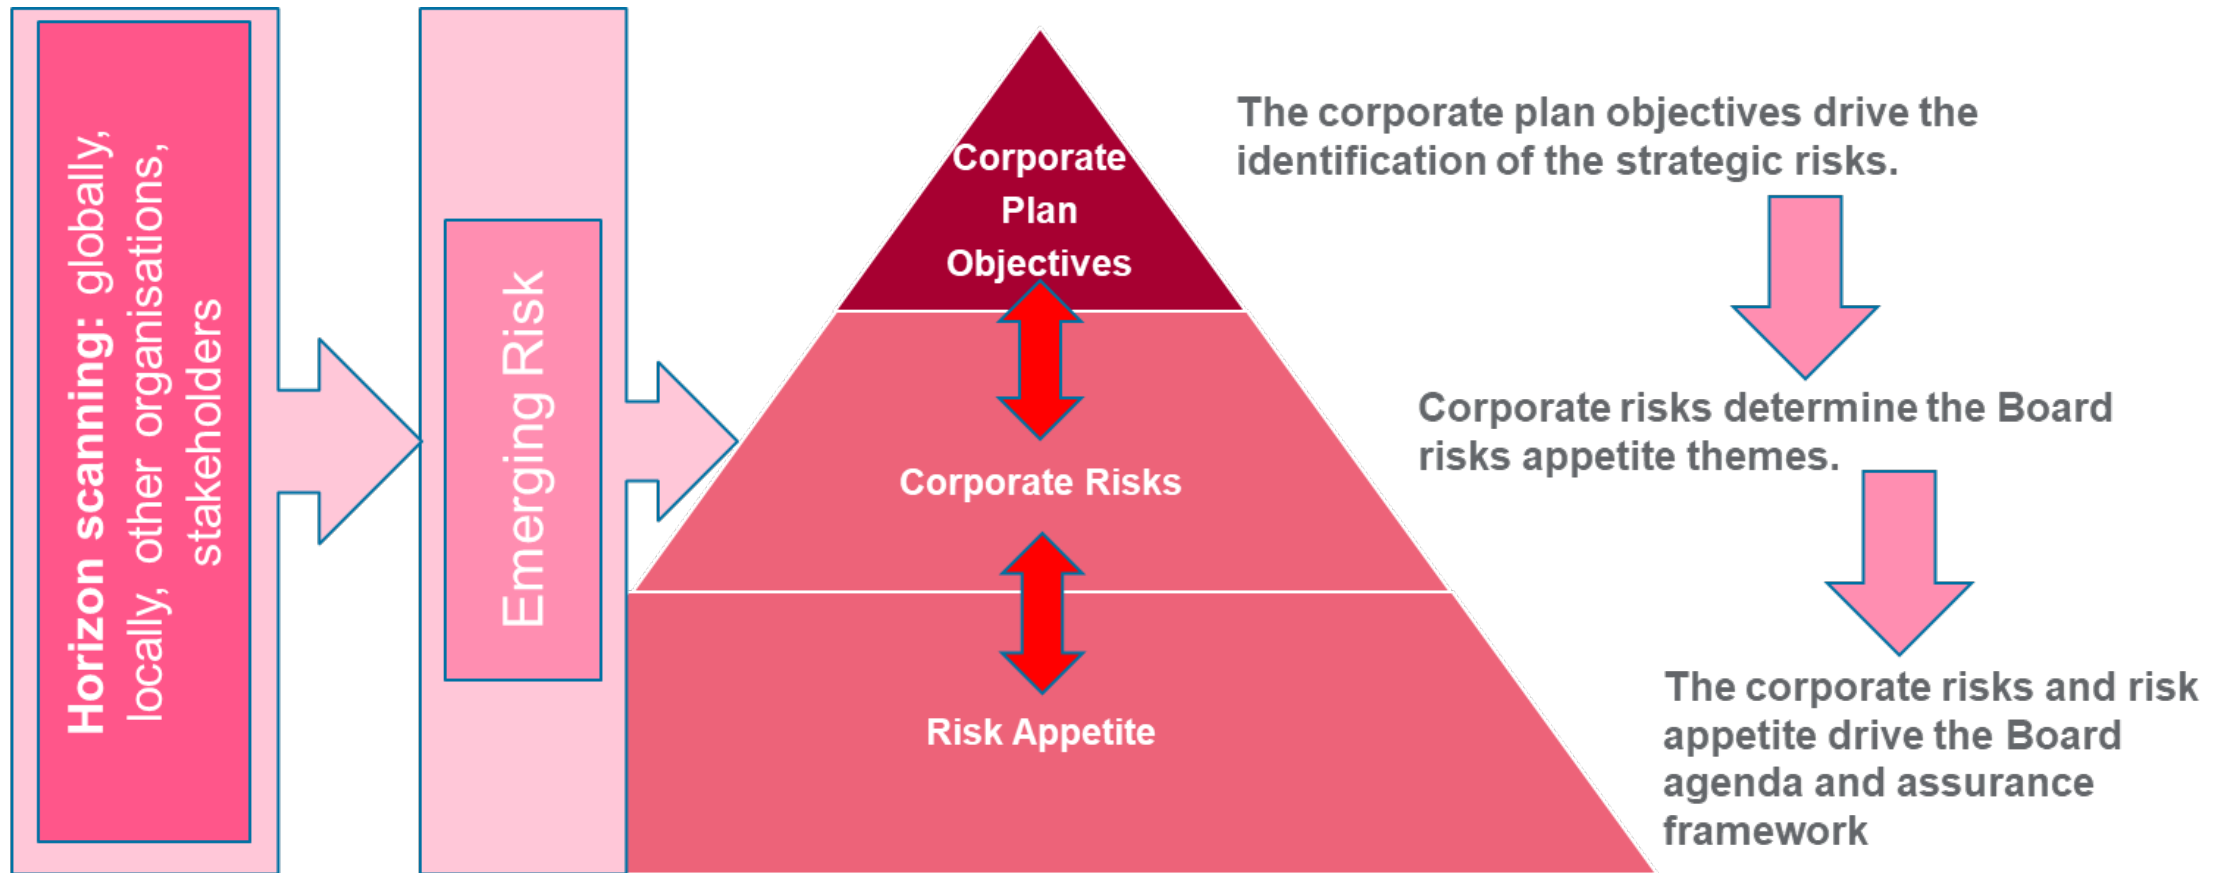 Horizon scanning: globally,
locally, other organisations,
stakeholders
Emerging Risk
Corporate
Plan
Objectives
Corporate Risks
Risk Appetite
The corporate plan objectives drive the
identification of the strategic risks.
Corporate risks determine the Board
risks appetite themes.
The corporate risks and risk
appetite drive the Board
agenda and assurance
framework